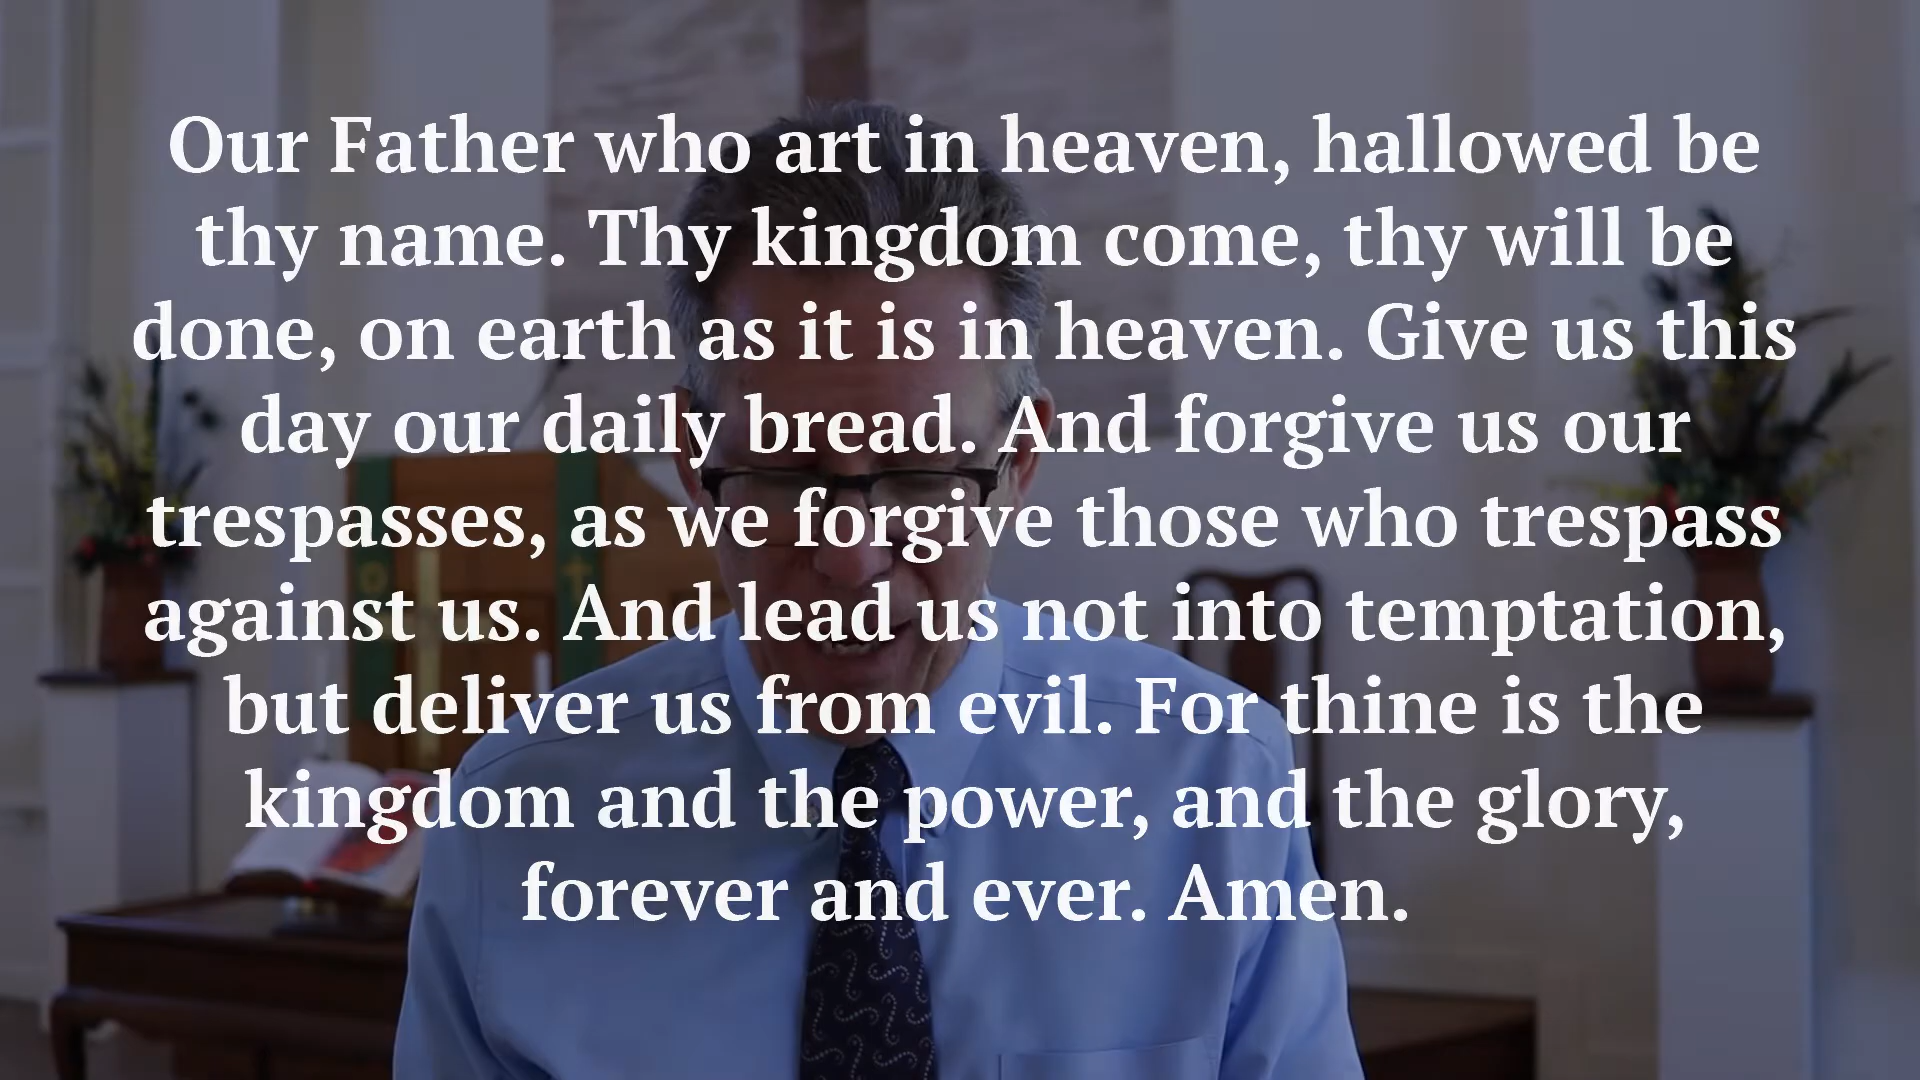 Our Father who art in heaven, hallowed be
thy name. Thy kingdom come, thy will be
done, on earth as it is in heaven. Give us this
day our daily bread. And forgive us our
trespasses, as we forgive those who trespass
against us. And lead us not into temptation,
but deliver us from evil. For thine is the
kingdom and the power, and the glory,
forever and ever. Amen.